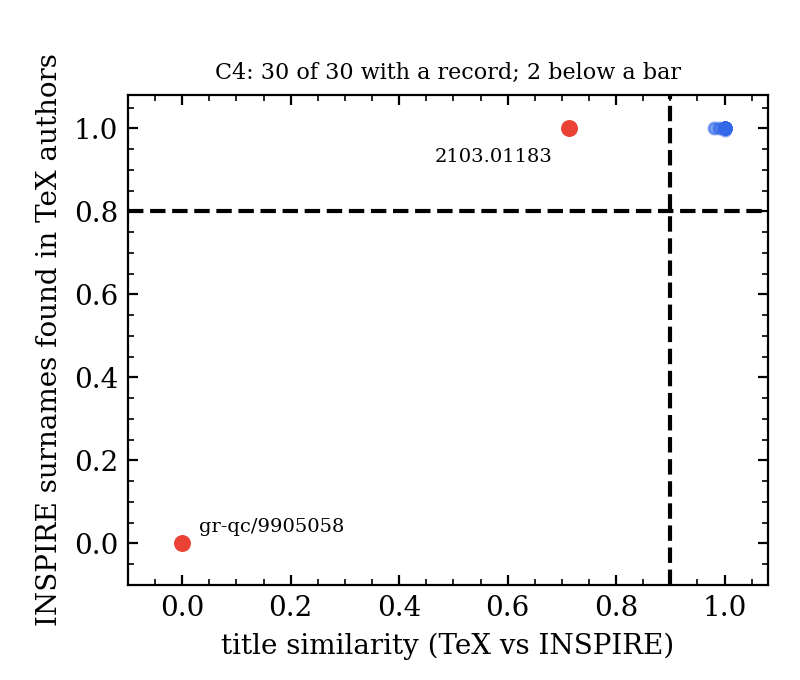 C4: 30 of 30 with a record; 2 below a bar
INSPIRE surnames found in TeX authors
1.0
0.8
0.6
0.4
0.2
0.0
2103.01183
gr-qc/9905058
0.0 0.2 0.4 0.6 0.8 1.0
title similarity (TeX vs INSPIRE)